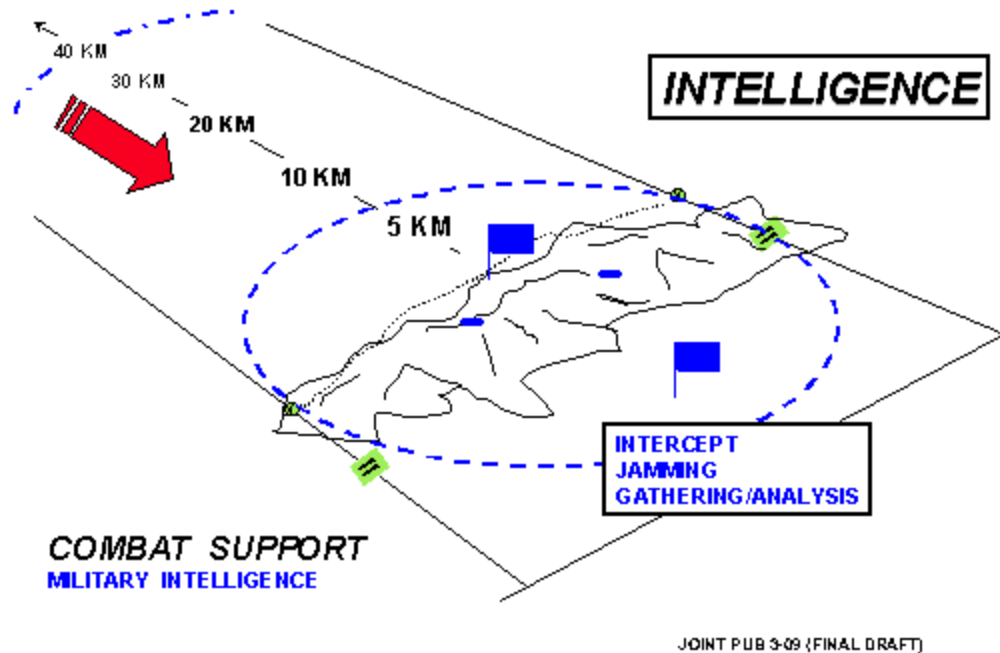 40 KM
30 KM
20 KM
10 KM
5 KM
INTELLIGENCE
INTERCEPT
JAMMING
GATHERING/ANALYSIS
COMBAT SUPPORT
MILITARY INTELLIGENCE
JOINT PUB 3-09 (FINAL DRAFT)